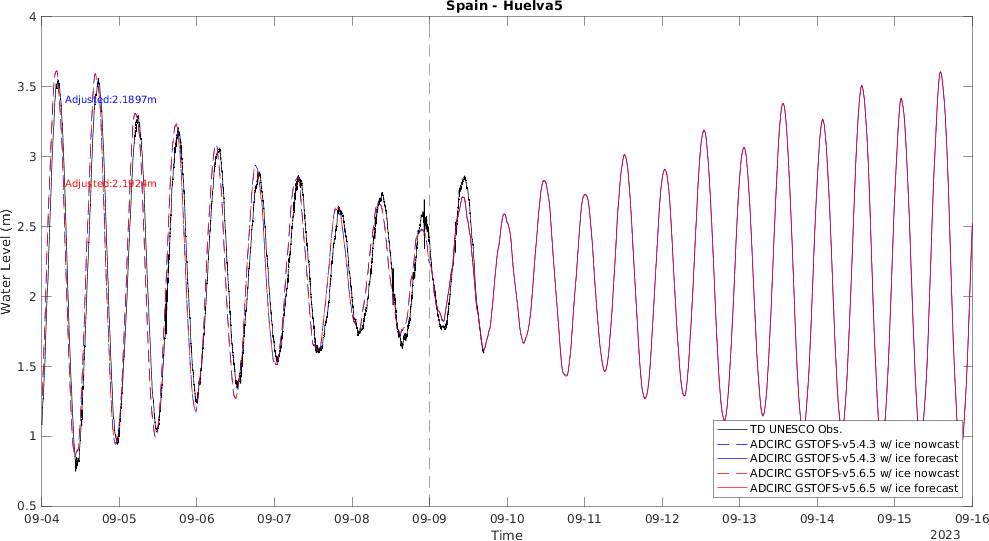 Spain - Huelva5
4
3.5
3
2.5
2
1.5
1
0.5
Water Level (m)
Adjusted:2.1897m
Adjusted:2.1924m
TD UNESCO Obs.
ADCIRC GSTOFS-v5.4.3 w/ ice nowcast
ADCIRC GSTOFS-v5.4.3 w/ ice forecast
ADCIRC GSTOFS-v5.6.5 w/ ice nowcast
ADCIRC GSTOFS-v5.6.5 w/ ice forecast
09-04 09-05 09-06 09-07 09-08 09-09 09-10 09-11 09-12 09-13 09-14 09-15 09-16
Time 2023